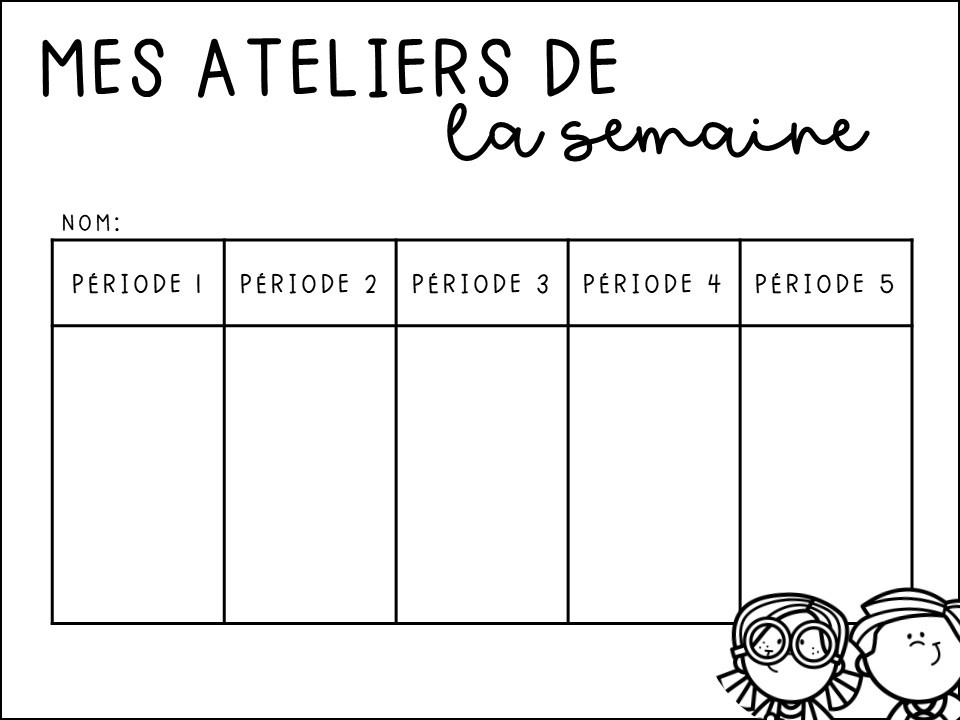 MES ATELIERS DE
la semaine
NOM:
PÉRIODE 1 PÉRIODE 2 PÉRIODE 3 PÉRIODE 4 PÉRIODE 5